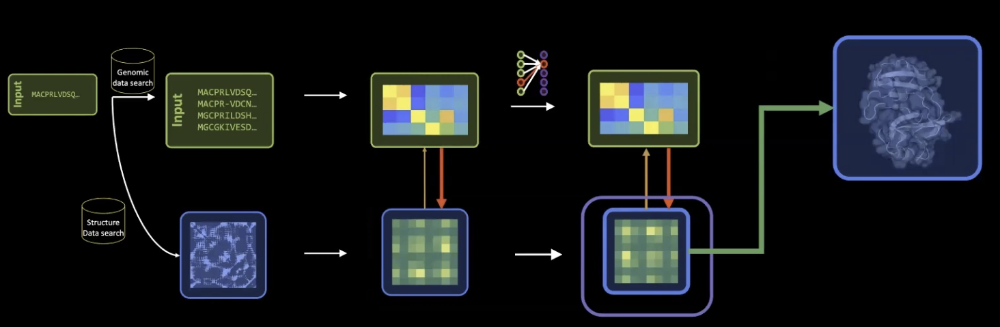 Genomic
data search
Input
MACPRLVDSQ…
Input
MACPRLVDSQ…
MACPR-VDCN…
MGCPRILDSH…
MGCGKIVESD…
Structure
Data search